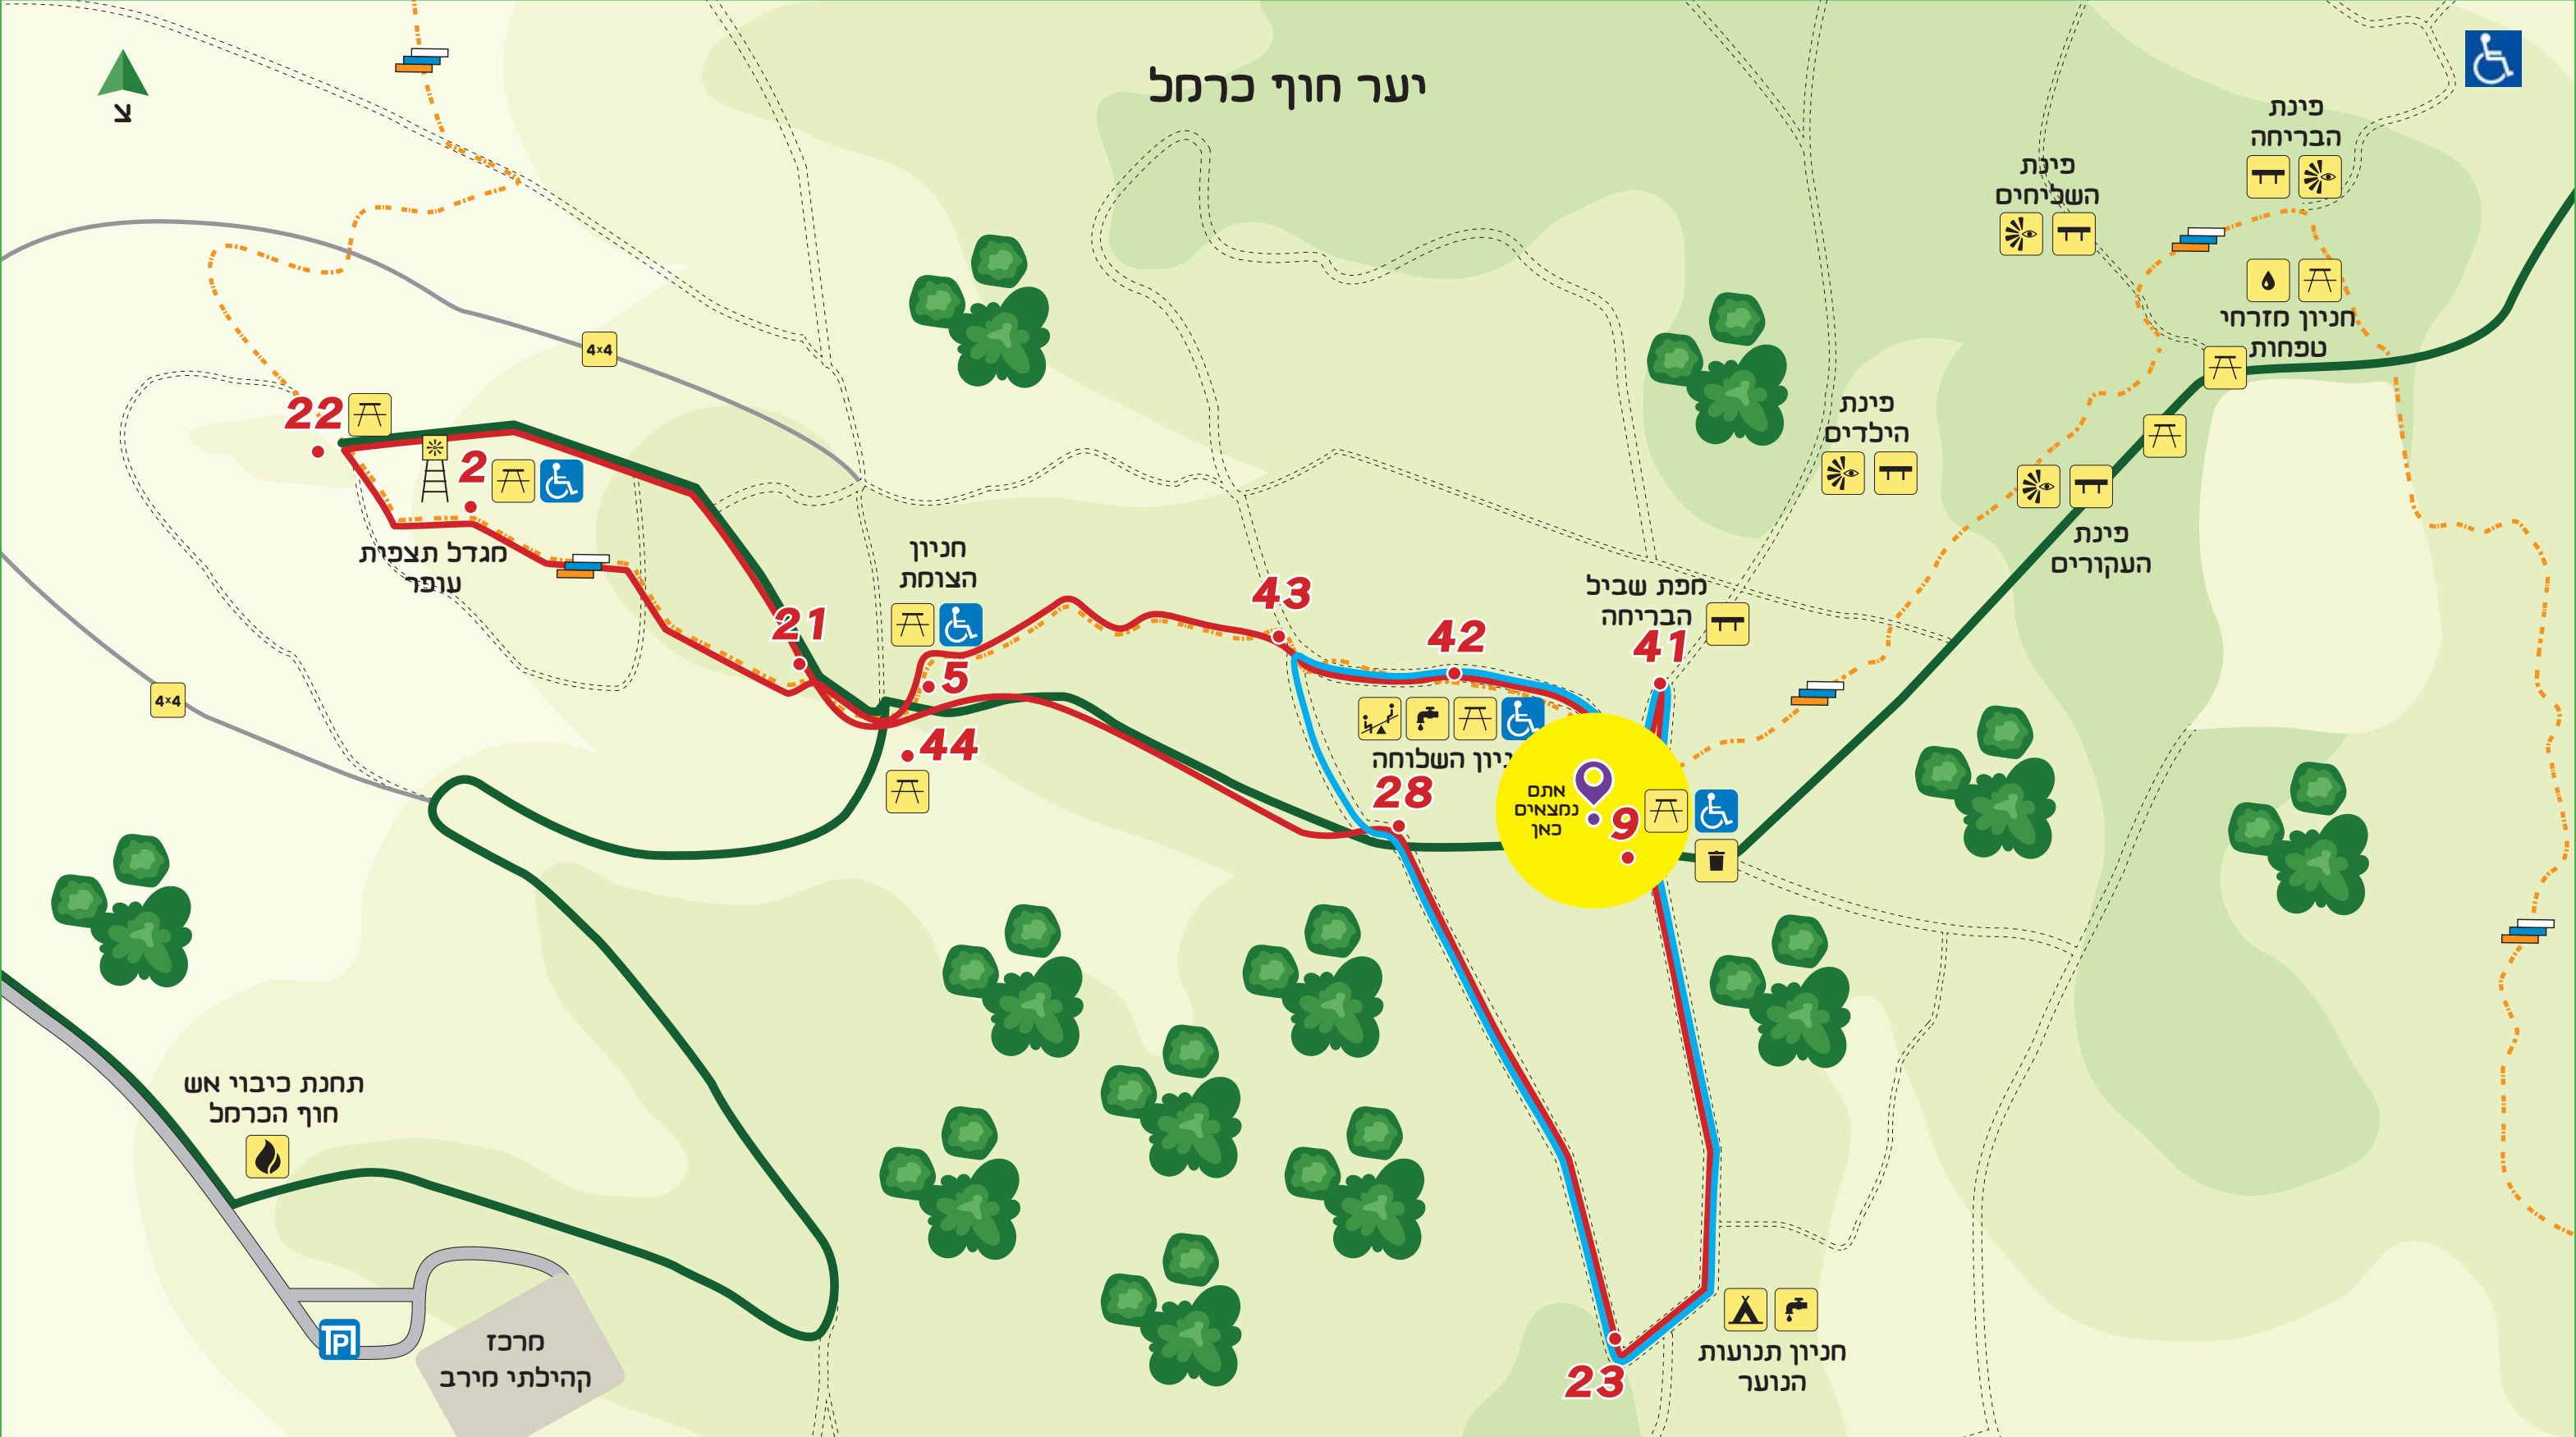 יער חוף כרמל
צ
פינת
הבריחה
פינת
השליחים
חניון מזרחי
טפחות
4x4
פינת
הילדים
22
2
פינת
העקורים
מגדל תצפית
עופר
חניון
הצומת
21
5
43
42
מפת שביל
הבריחה
41
4x4
44
ניון השלוחה
28
אתם
נמצאים
כאן
9
תחנת כיבוי אש
חוף הכרמל
P
מרכז
קהילתי מירב
חניון תנועות
הנוער
23